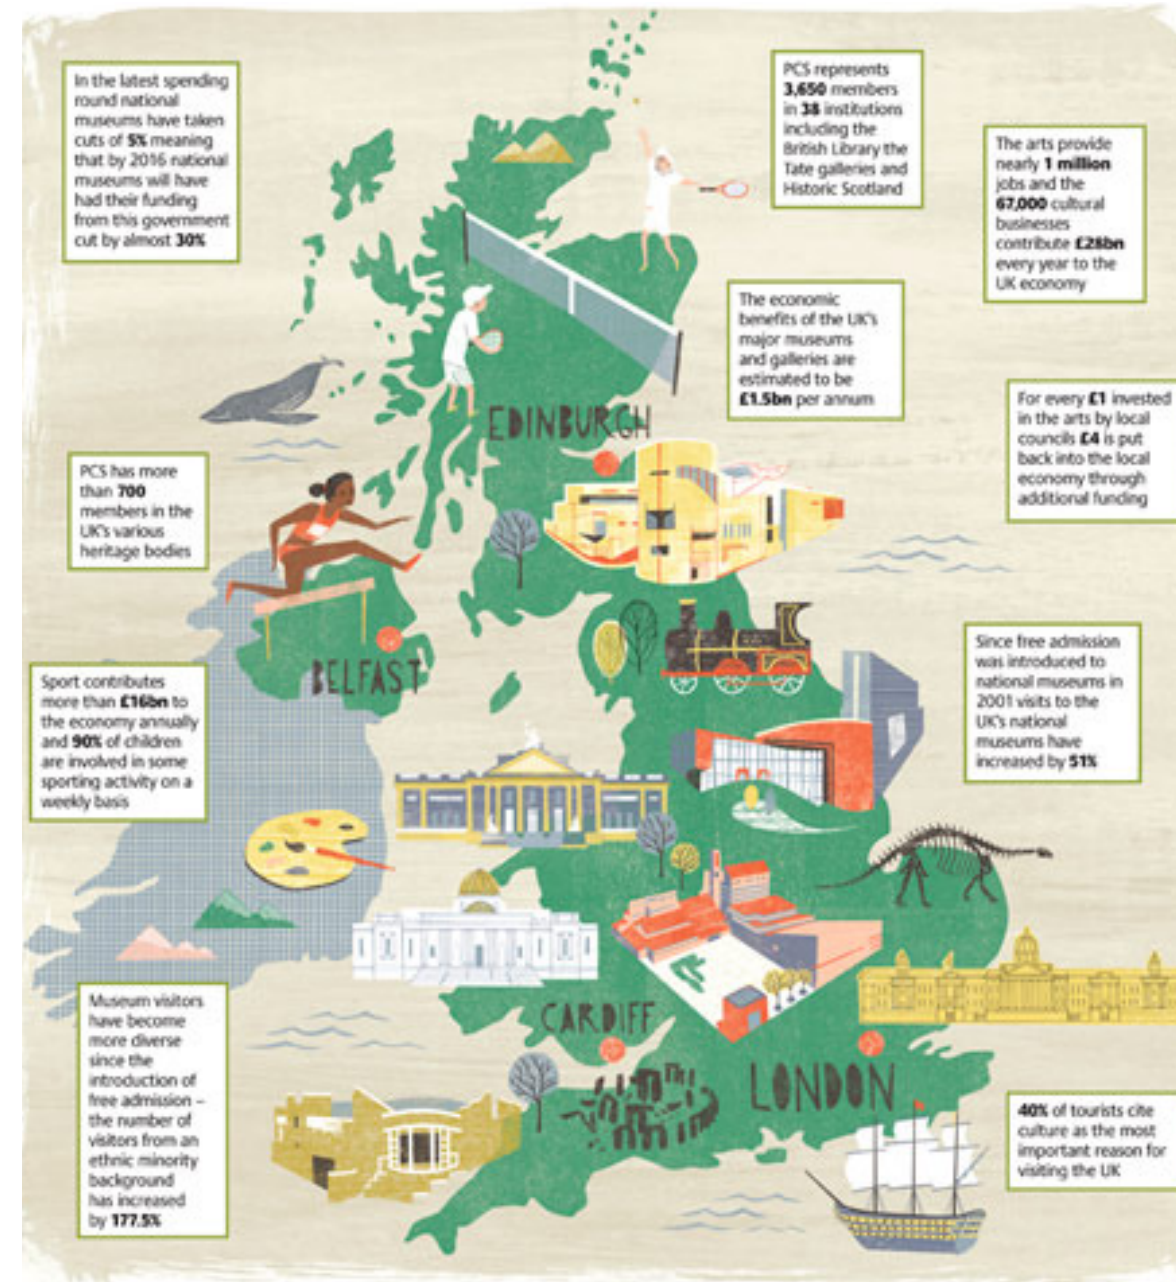 In the latest spending
round national
museums have taken
cuts of 5% meaning
that by 2016 national
museums will have
had their funding
from this government
cut by almost 30%
PCS represents
3,650 members
in 38 institutions
including the
British Library the
Tate galleries and
Historic Scotland
The arts provide
nearly 1 million
jobs and the
67,000 cultural
businesses
contribute £28bn
every year to the
UK economy
The economic
benefits of the UK's
major museums
and galleries are
estimated to be
£1.5bn per annum
For every £1 invested
in the arts by local
councils £4 is put
back into the local
economy through
additional funding
EDINBURGH
PCS has more
than 700
members in the
UK's various
heritage bodies
BELFAST
Since free admission
was introduced to
national museums in
2001 visits to the
UK's national
museums have
increased by 51%
Sport contributes
more than £16bn to
the economy annually
and 90% of children
are involved in some
sporting activity on a
weekly basis
Museum visitors
have become
more diverse
since the
introduction of
free admission –
the number of
visitors from an
ethnic minority
background
has increased
by 177.5%
CARDIFF
LONDON
40% of tourists cite
culture as the most
important reason for
visiting the UK